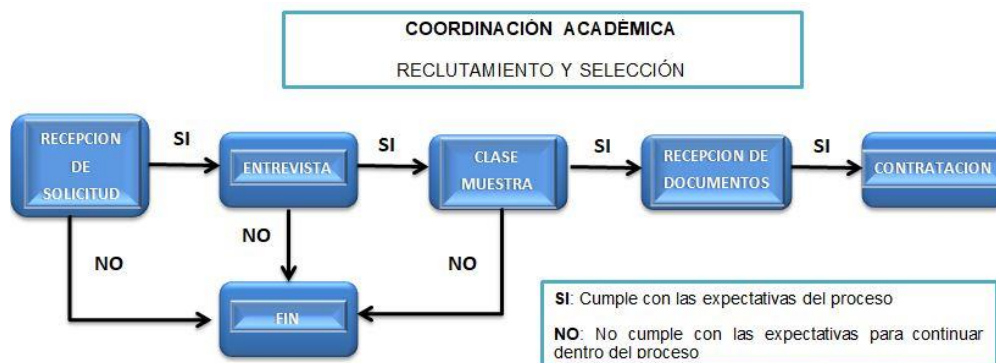 COORDINACIÓN ACADÉMICA
RECLUTAMIENTO Y SELECCIÓN
RECEPCION
DE
SOLICITUD
SI
ENTREVISTA
SI
CLASE
MUESTRA
SI
RECEPCION DE
DOCUMENTOS
SI
CONTRATACION
NO
NO
NO
FIN
SI: Cumple con las expectativas del proceso
NO: No cumple con las expectativas para continuar
dentro del proceso